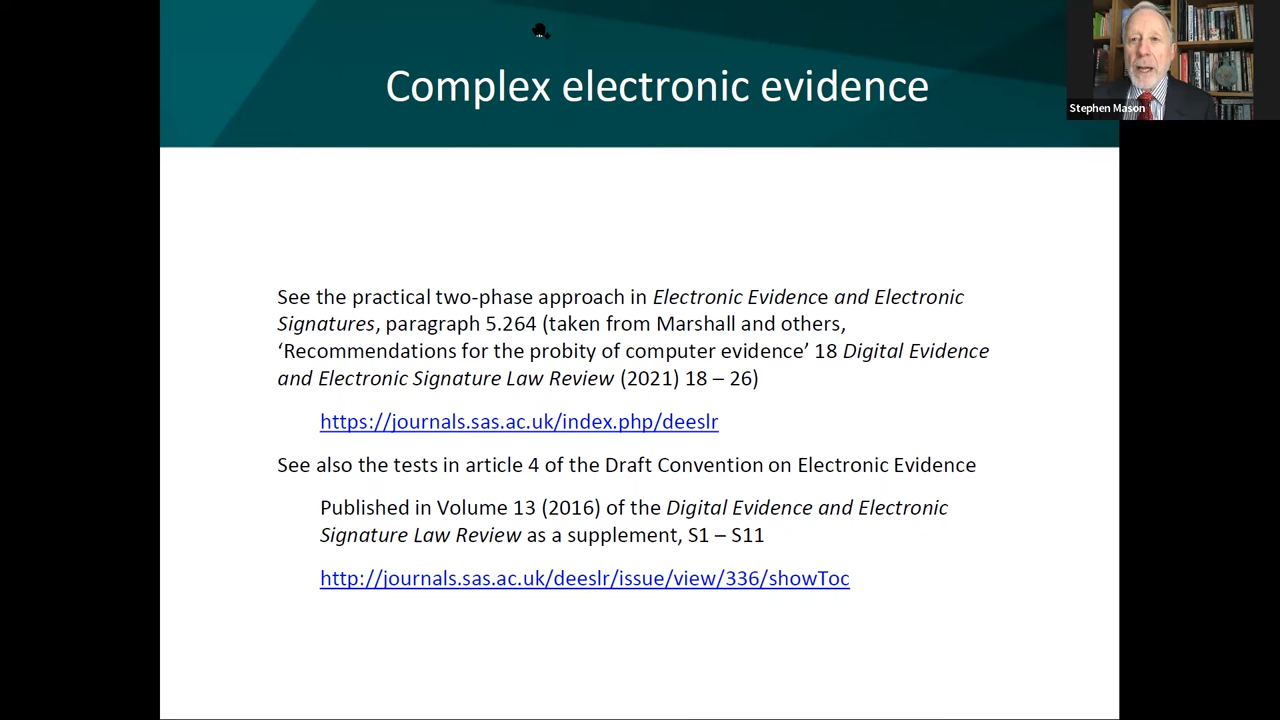 Complex electronic evidence
Stephen Mason
See the practical two-phase approach in Electronic Evidence and Electronic
Signatures, paragraph 5.264 (taken from Marshall and others,
‘Recommendations for the probity of computer evidence’ 18 Digital Evidence
and Electronic Signature Law Review (2021) 18 – 26)
https://journals.sas.ac.uk/index.php/deeslr
See also the tests in article 4 of the Draft Convention on Electronic Evidence
Published in Volume 13 (2016) of the Digital Evidence and Electronic
Signature Law Review as a supplement, S1 – S11
http://journals.sas.ac.uk/deeslr/issue/view/336/showToc